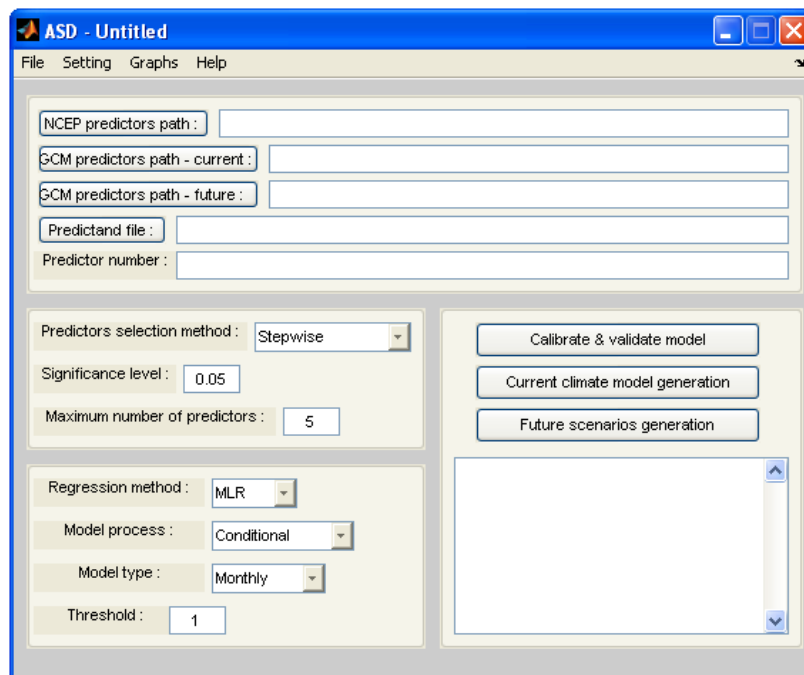 ASD - Untitled
File Setting Graphs Help
NCEP predictors path :
GCM predictors path - current :
GCM predictors path - future :
Predictand file :
Predictor number :
Predictors selection method : Stepwise
Significance level : 0.05
Maximum number of predictors : 5
Calibrate & validate model
Current climate model generation
Future scenarios generation
Regression method : MLR
Model process : Conditional
Model type : Monthly
Threshold : 1